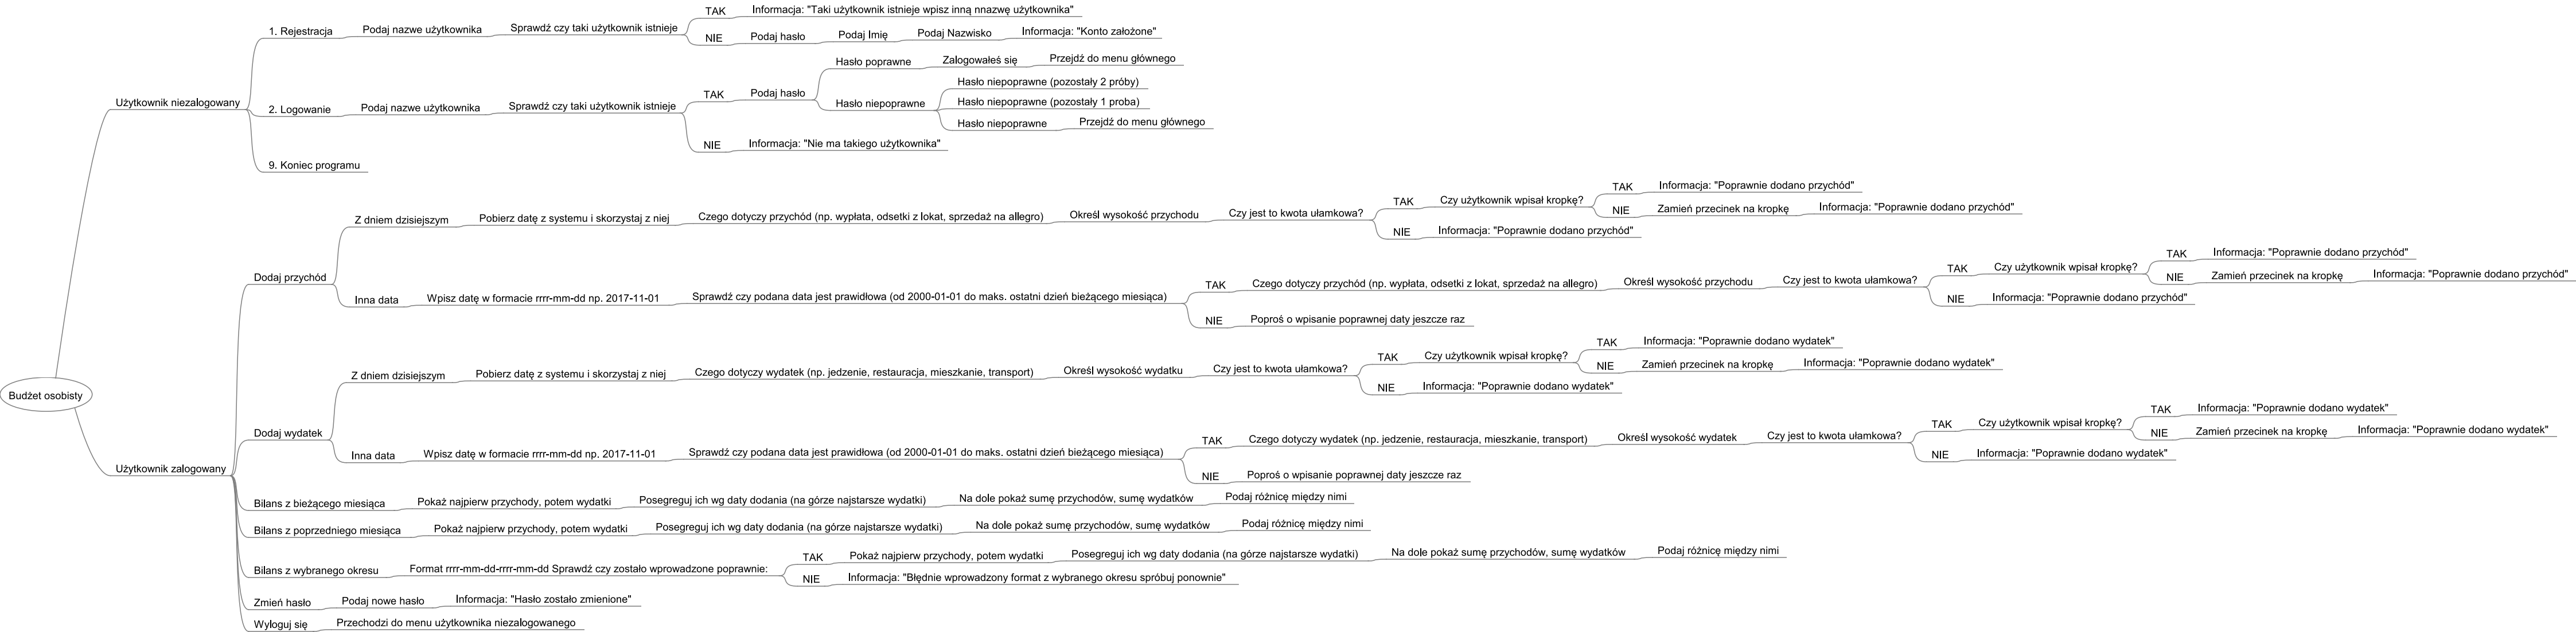 Budżet osobisty
Użytkownik niezalogowany
1. Rejestracja
Podaj nazwe użytkownika
Sprawdź czy taki użytkownik istnieje
TAK
Informacja: "Taki użytkownik istnieje wpisz inną nnazwę użytkownika"
NIE
Podaj hasło
Podaj Imię
Podaj Nazwisko
Informacja: "Konto założone"
2. Logowanie
Podaj nazwe użytkownika
Sprawdź czy taki użytkownik istnieje
TAK
Podaj hasło
Hasło poprawne
Zalogowałeś się
Przejdź do menu głównego
Hasło niepoprawne
Hasło niepoprawne (pozostały 2 próby)
Hasło niepoprawne (pozostały 1 proba)
Hasło niepoprawne
Przejdź do menu głównego
NIE
Informacja: "Nie ma takiego użytkownika"
9. Koniec programu
Użytkownik zalogowany
Dodaj przychód
Z dniem dzisiejszym
Pobierz datę z systemu i skorzystaj z niej
Czego dotyczy przychód (np. wypłata, odsetki z lokat, sprzedaż na allegro)
Określ wysokość przychodu
Czy jest to kwota ułamkowa?
TAK
Czy użytkownik wpisał kropkę?
TAK
Informacja: "Poprawnie dodano przychód"
NIE
Zamień przecinek na kropkę
Informacja: "Poprawnie dodano przychód"
NIE
Informacja: "Poprawnie dodano przychód"
Inna data
Wpisz datę w formacie rrrr-mm-dd np. 2017-11-01
Sprawdź czy podana data jest prawidłowa (od 2000-01-01 do maks. ostatni dzień bieżącego miesiąca)
TAK
Czego dotyczy przychód (np. wypłata, odsetki z lokat, sprzedaż na allegro)
Określ wysokość przychodu
Czy jest to kwota ułamkowa?
TAK
Czy użytkownik wpisał kropkę?
TAK
Informacja: "Poprawnie dodano przychód"
NIE
Zamień przecinek na kropkę
Informacja: "Poprawnie dodano przychód"
NIE
Informacja: "Poprawnie dodano przychód"
NIE
Poproś o wpisanie poprawnej daty jeszcze raz
Dodaj wydatek
Z dniem dzisiejszym
Pobierz datę z systemu i skorzystaj z niej
Czego dotyczy wydatek (np. jedzenie, restauracja, mieszkanie, transport)
Określ wysokość wydatku
Czy jest to kwota ułamkowa?
TAK
Czy użytkownik wpisał kropkę?
TAK
Informacja: "Poprawnie dodano wydatek"
NIE
Zamień przecinek na kropkę
Informacja: "Poprawnie dodano wydatek"
NIE
Informacja: "Poprawnie dodano wydatek"
Inna data
Wpisz datę w formacie rrrr-mm-dd np. 2017-11-01
Sprawdź czy podana data jest prawidłowa (od 2000-01-01 do maks. ostatni dzień bieżącego miesiąca)
TAK
Czego dotyczy wydatek (np. jedzenie, restauracja, mieszkanie, transport)
Określ wysokość wydatek
Czy jest to kwota ułamkowa?
TAK
Czy użytkownik wpisał kropkę?
TAK
Informacja: "Poprawnie dodano wydatek"
NIE
Zamień przecinek na kropkę
Informacja: "Poprawnie dodano wydatek"
NIE
Informacja: "Poprawnie dodano wydatek"
NIE
Poproś o wpisanie poprawnej daty jeszcze raz
Bilans z bieżącego miesiąca
Pokaż najpierw przychody, potem wydatki
Posegreguj ich wg daty dodania (na górze najstarsze wydatki)
Na dole pokaż sumę przychodów, sumę wydatków
Podaj różnicę między nimi
Bilans z poprzedniego miesiąca
Pokaż najpierw przychody, potem wydatki
Posegreguj ich wg daty dodania (na górze najstarsze wydatki)
Na dole pokaż sumę przychodów, sumę wydatków
Podaj różnicę między nimi
Bilans z wybranego okresu
Format rrrr-mm-dd-rrrr-mm-dd Sprawdź czy zostało wprowadzone poprawnie:
TAK
Pokaż najpierw przychody, potem wydatki
Posegreguj ich wg daty dodania (na górze najstarsze wydatki)
Na dole pokaż sumę przychodów, sumę wydatków
Podaj różnicę między nimi
NIE
Informacja: "Błędnie wprowadzony format z wybranego okresu spróbuj ponownie"
Zmień hasło
Podaj nowe hasło
Informacja: "Hasło zostało zmienione"
Wyloguj się
Przechodzi do menu użytkownika niezalogowanego